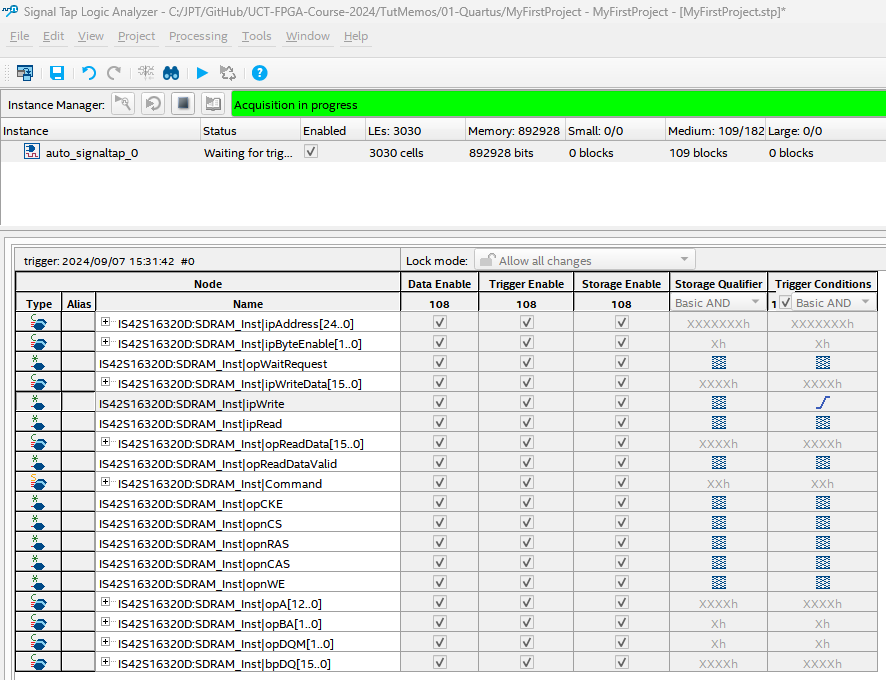 Signal Tap Logic Analyzer - C:/JPT/GitHub/UCT-FPGA-Course-2024/TutMemos/01-Quartus/MyFirstProject - MyFirstProject - [MyFirstProject.stp]*
File Edit View Project Processing Tools Window Help
Instance Manager: Acquisition in progress
Instance Status Enabled LEs: 3030 Memory: 892928 Small: 0/0 Medium: 109/182 Large: 0/0
auto_signaltap_0 Waiting for trig... 3030 cells 892928 bits 0 blocks 109 blocks 0 blocks
trigger: 2024/09/07 15:31:42 #0 Lock mode: Allow all changes
Node Data Enable Trigger Enable Storage Enable Storage Qualifier Trigger Conditions
Type Alias Name 108 108 108 Basic AND 1 Basic AND
IS42S16320D:SDRAM_Inst|ipAddress[24..0] XXXXXXXh XXXXXXXh
IS42S16320D:SDRAM_Inst|ipByteEnable[1..0] Xh Xh
IS42S16320D:SDRAM_Inst|opWaitRequest
IS42S16320D:SDRAM_Inst|ipWriteData[15..0] XXXXh XXXXh
IS42S16320D:SDRAM_Inst|ipWrite
IS42S16320D:SDRAM_Inst|ipRead
IS42S16320D:SDRAM_Inst|opReadData[15..0] XXXXh XXXXh
IS42S16320D:SDRAM_Inst|opReadDataValid
IS42S16320D:SDRAM_Inst|Command XXh XXh
IS42S16320D:SDRAM_Inst|opCKE
IS42S16320D:SDRAM_Inst|opnCS
IS42S16320D:SDRAM_Inst|opnRAS
IS42S16320D:SDRAM_Inst|opnCAS
IS42S16320D:SDRAM_Inst|opnWE
IS42S16320D:SDRAM_Inst|opA[12..0] XXXXh XXXXh
IS42S16320D:SDRAM_Inst|opBA[1..0] Xh Xh
IS42S16320D:SDRAM_Inst|opDQM[1..0] Xh Xh
IS42S16320D:SDRAM_Inst|bpDQ[15..0] XXXXh XXXXh